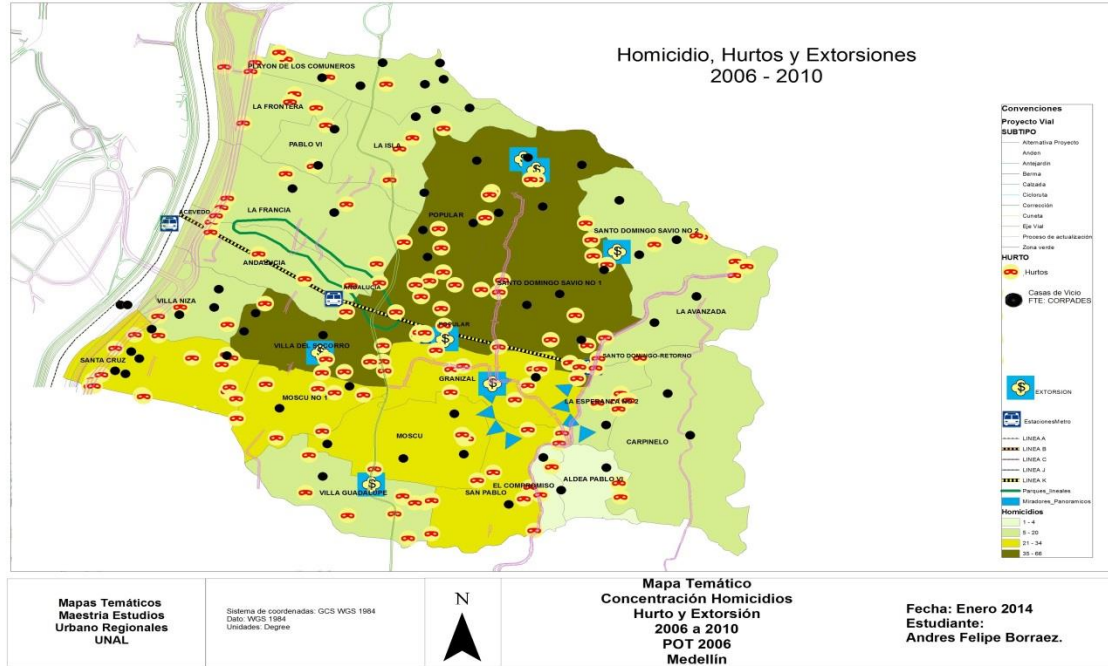 Homicidio, Hurtos y Extorsiones
2006 - 2010
PLAYON DE LOS COMUNEROS
LA FRONTERA
PABLO VI
LA ISLA
LA FRANCIA
ACEVEDO
POPULAR
SANTO DOMINGO SAVIO NO 2
ANDALUCIA
ANDALUCIA
SANTO DOMINGO SAVIO NO 1
VILLA NIZA
LA AVANZADA
POPULAR
VILLA DEL SOCORRO
SANTA CRUZ
SANTO DOMINGO-RETORNO
GRANIZAL
MOSCU NO 1
LA ESPERANZA NO 2
MOSCU
CARPINELO
VILLA GUADALUPE
SAN PABLO
EL COMPROMISO
ALDEA PABLO VI
Convenciones
Proyecto Vial
SUBTIPO
Alternativa Proyecto
Anden
Antejardin
Berma
Calzada
Cicloruta
Corrección
Cuneta
Eje Vial
Proceso de actualización
Zona verde
HURTO
Hurtos
Casas de Vicio
FTE: CORPADES
EXTORSION
EstacionesMetro
LINEA A
LINEA B
LINEA C
LINEA J
LINEA K
Parques_lineales
Miradores_Panoramicos
Homicidios
1 - 4
5 - 20
21 - 34
35 - 66
Mapas Temáticos
Maestria Estudios
Urbano Regionales
UNAL
Sistema de coordenadas: GCS WGS 1984
Dato: WGS 1984
Unidades: Degree
N
Mapa Temático
Concentración Homicidios
Hurto y Extorsión
2006 a 2010
POT 2006
Medellín
Fecha: Enero 2014
Estudiante:
Andres Felipe Borraez.